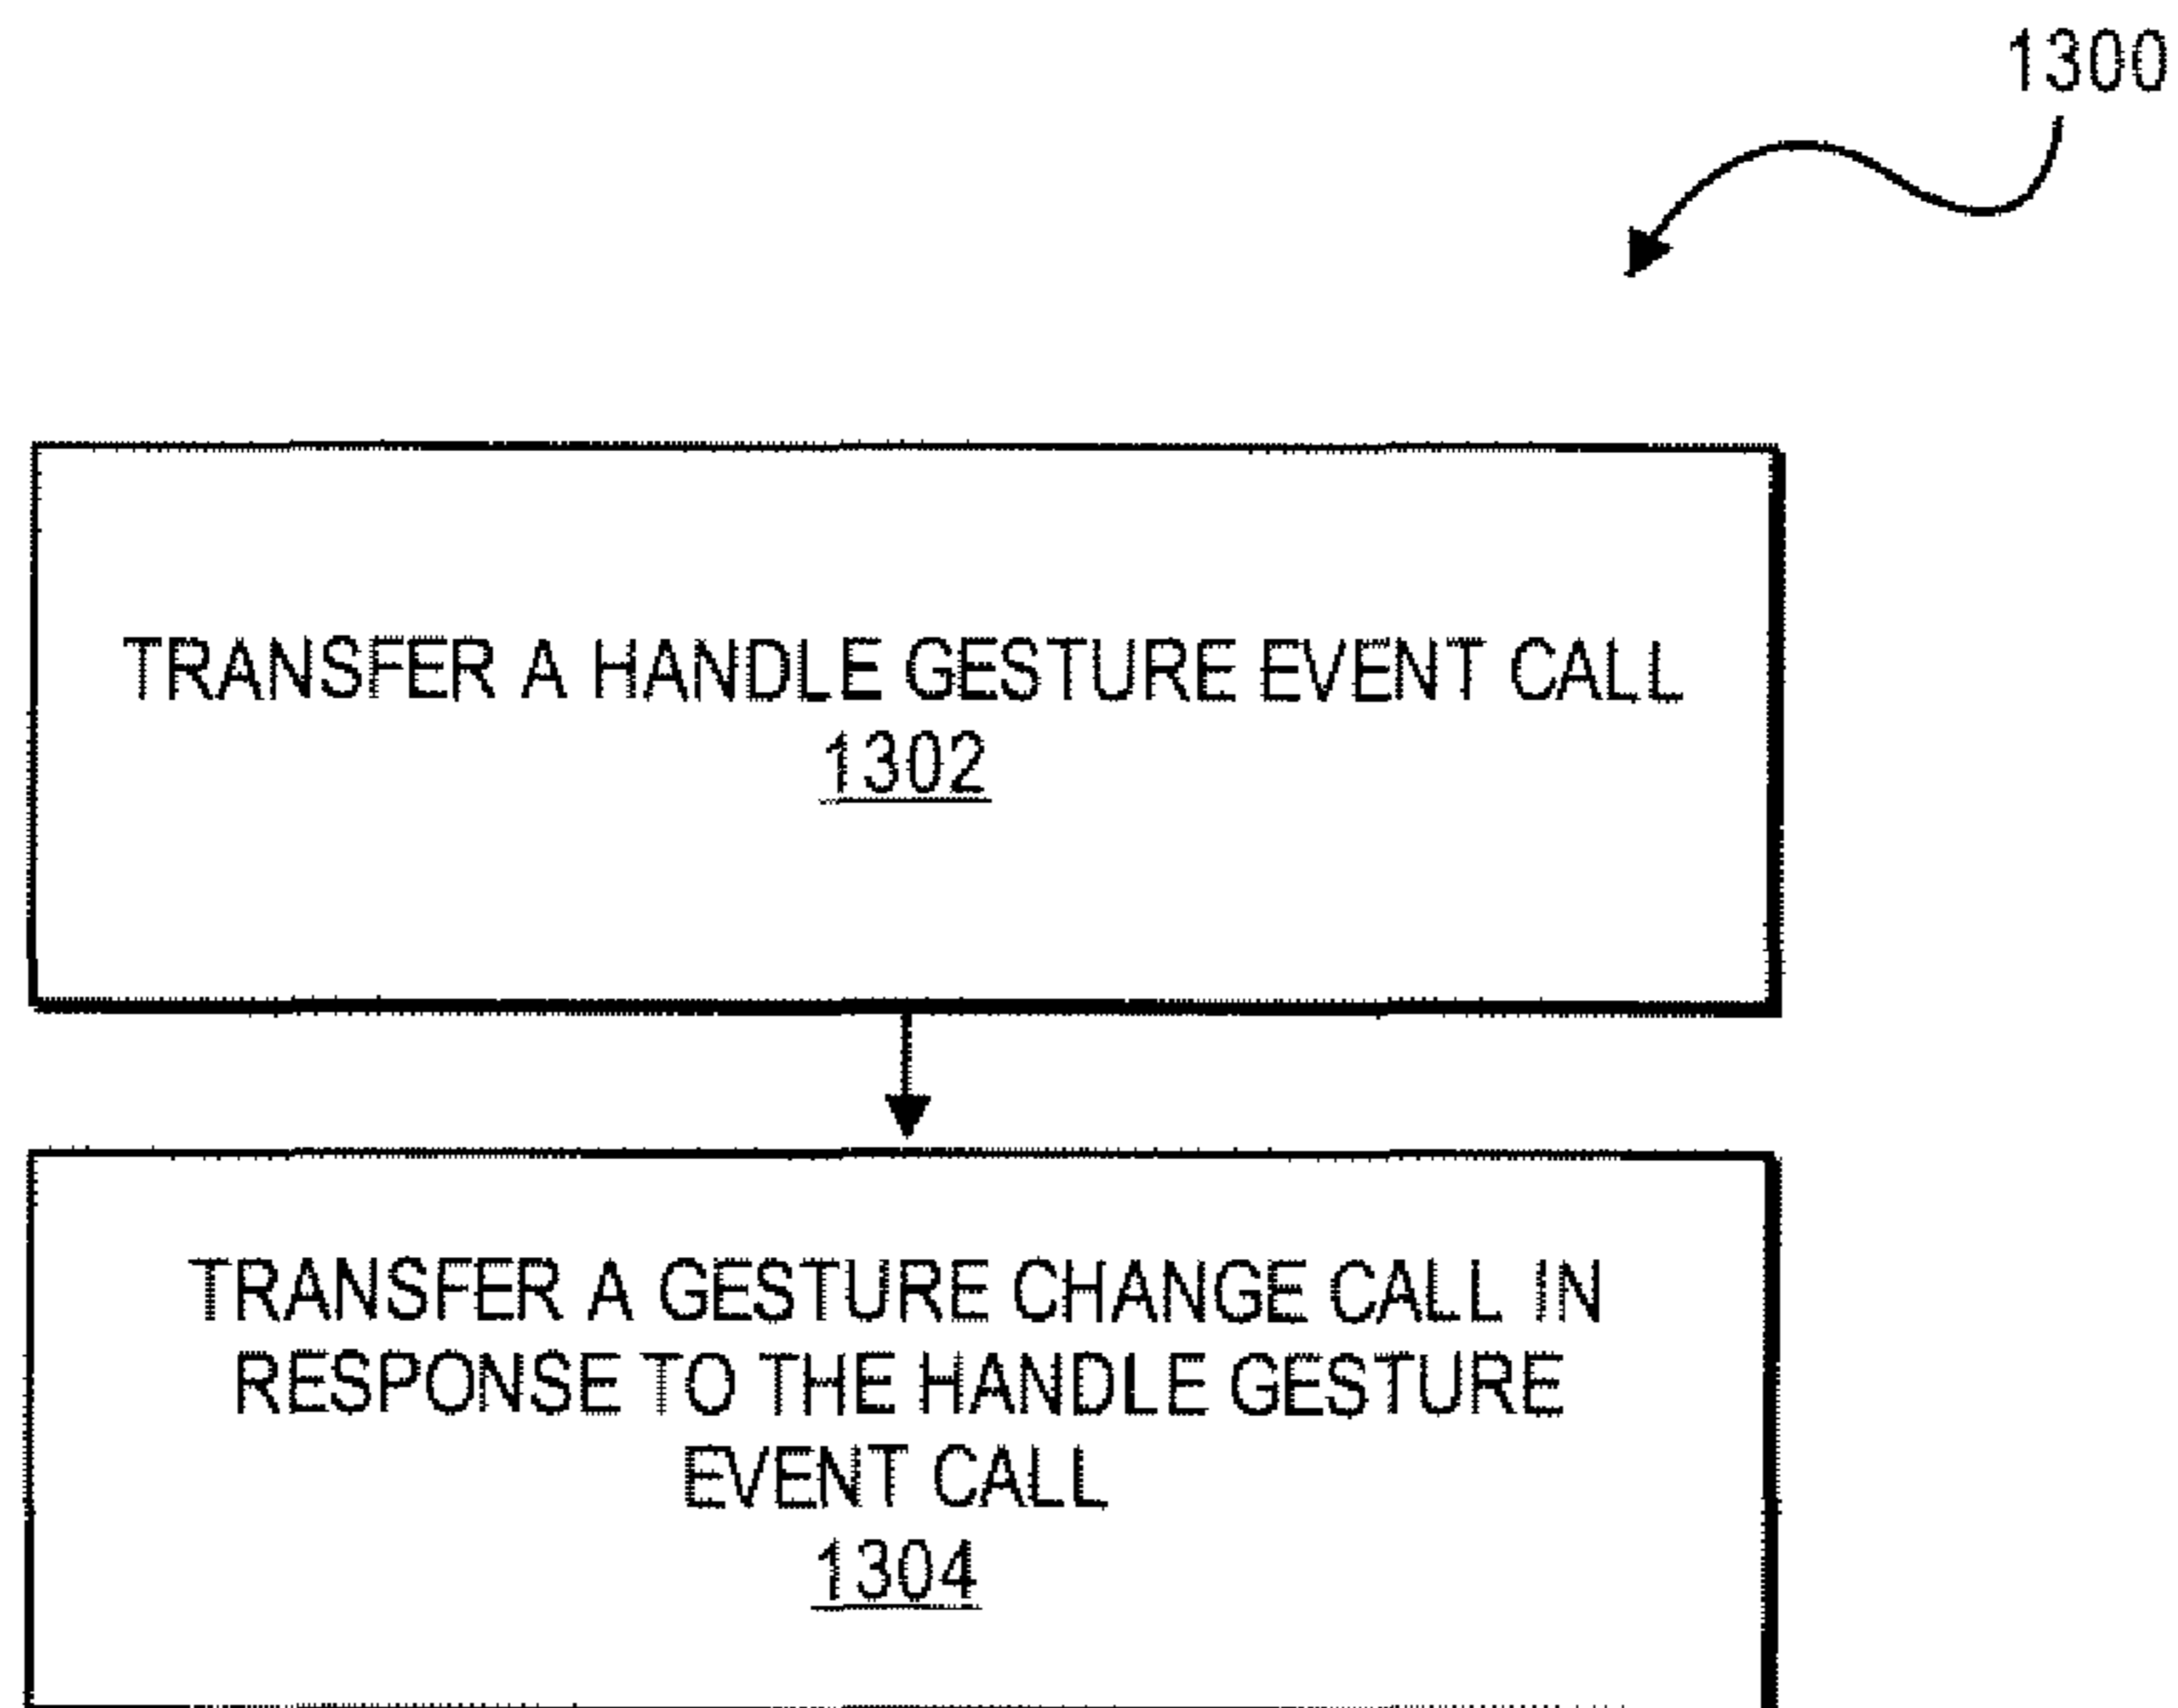 1300
TRANSFER A HANDLE GESTURE EVENT CALL
1302
TRANSFER A GESTURE CHANGE CALL IN
RESPONSE TO THE HANDLE GESTURE
EVENT CALL
1304